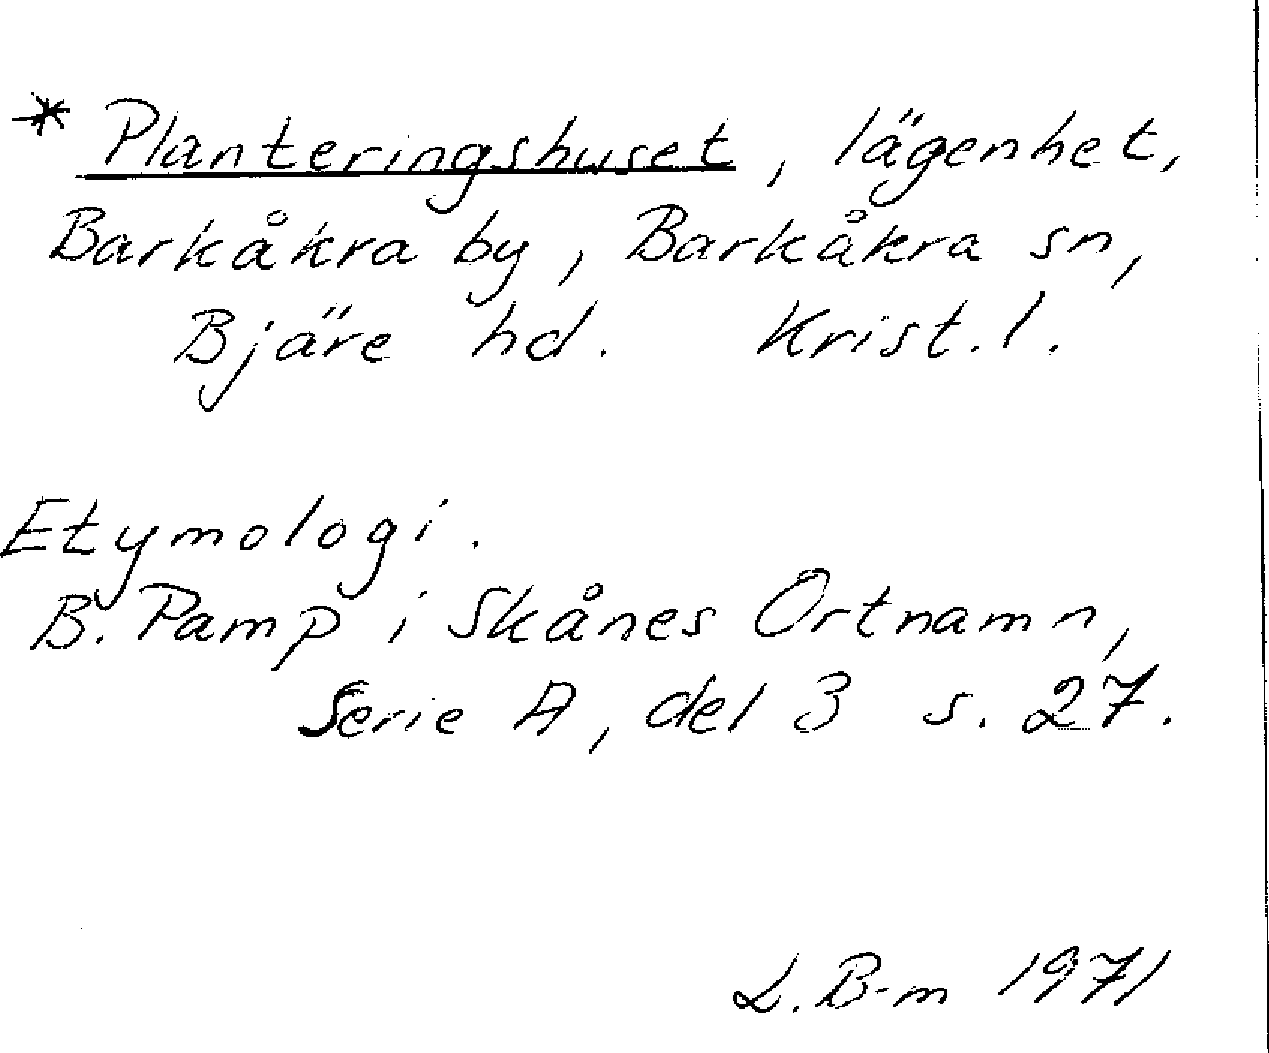 * Planteringshuset, lägenhet,
Barkåkra by, Barkåkra sn,
Bjäre hd. Krist. l.
Etymologi.
B. Pamp i Skånes Ortnamn,
Serie A, del 3 s. 27.
L. B-m 1971